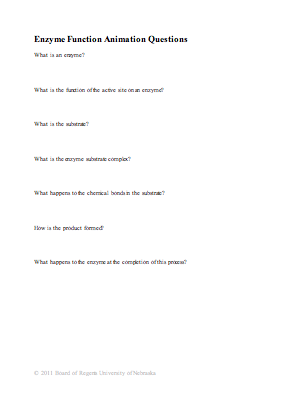 Enzyme Function Animation Questions
What is an enzyme?
What is the function of the active site on an enzyme?
What is the substrate?
What is the enzyme substrate complex?
What happens to the chemical bonds in the substrate?
How is the product formed?
What happens to the enzyme at the completion of this process?
© 2011 Board of Regents University of Nebraska